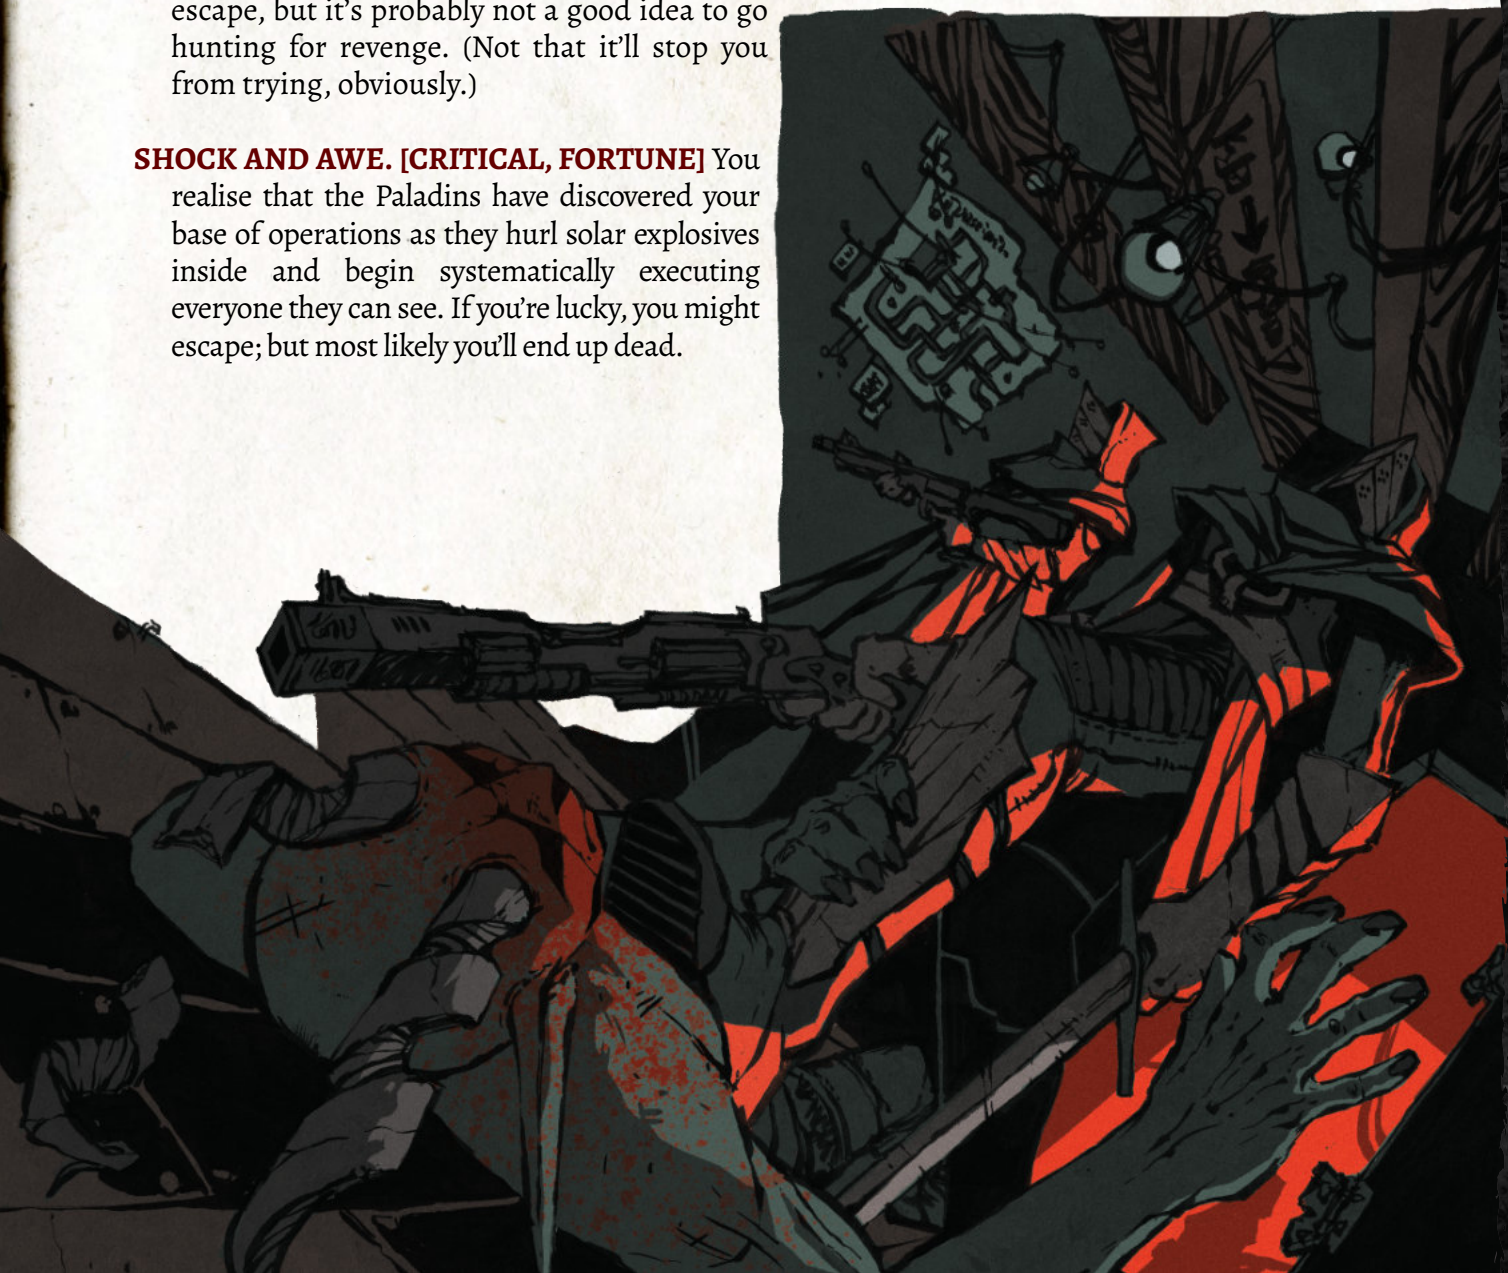 escape, but it’s probably not a good idea to go
hunting for revenge. (Not that it’ll stop you
from trying, obviously.)
SHOCK AND AWE. [CRITICAL, FORTUNE] You
realise that the Paladins have discovered your
base of operations as they hurl solar explosives
inside and begin systematically executing
everyone they can see. If you’re lucky, you might
escape; but most likely you’ll end up dead.